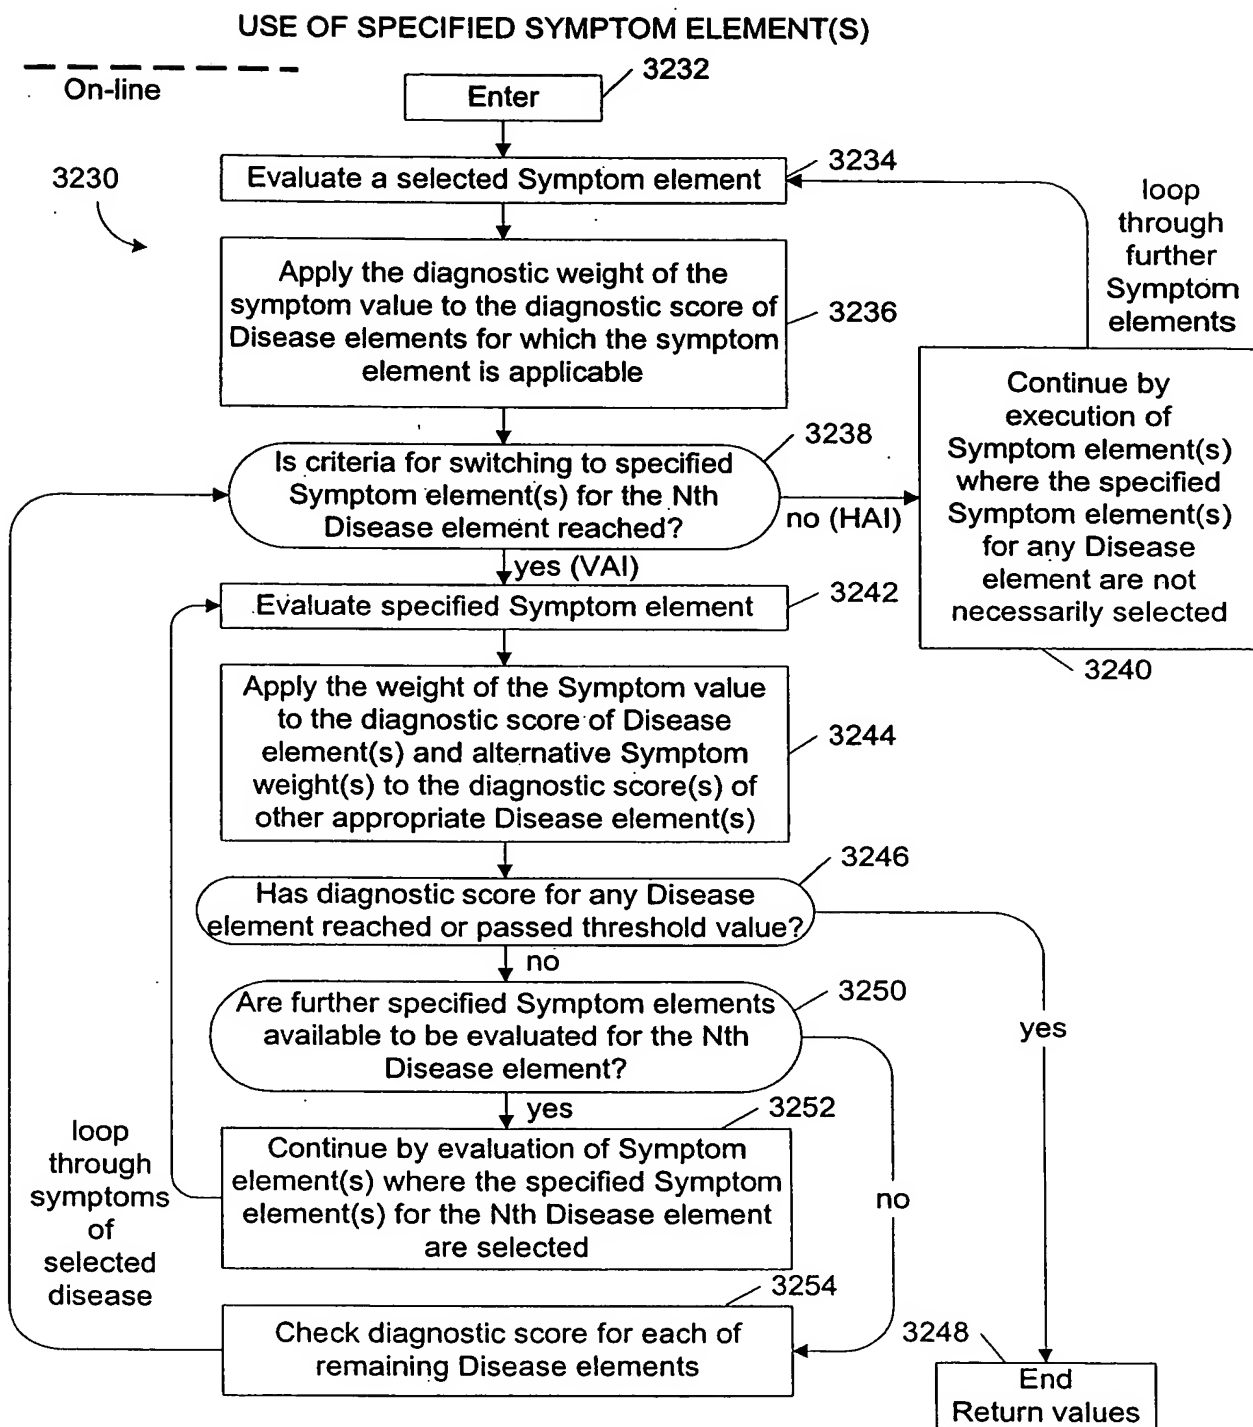 USE OF SPECIFIED SYMPTOM ELEMENT(S)
On-line
3232
Enter
3230
3234
Evaluate a selected Symptom element
loop
through
further
Symptom
elements
Apply the diagnostic weight of the
symptom value to the diagnostic score of
Disease elements for which the symptom
element is applicable
3236
3238
Is criteria for switching to specified
Symptom element(s) for the Nth
Disease element reached?
no (HAI)
Continue by
execution of
Symptom element(s)
where the specified
Symptom element(s)
for any Disease
element are not
necessarily selected
3240
yes (VAI)
Evaluate specified Symptom element
3242
Apply the weight of the Symptom value
to the diagnostic score of Disease
element(s) and alternative Symptom
weight(s) to the diagnostic score(s) of
other appropriate Disease element(s)
3244
3246
Has diagnostic score for any Disease
element reached or passed threshold value?
no
yes
3250
Are further specified Symptom elements
available to be evaluated for the Nth
Disease element?
yes
no
3252
Continue by evaluation of Symptom
element(s) where the specified Symptom
element(s) for the Nth Disease element
are selected
loop
through
symptoms
of
selected
disease
3254
Check diagnostic score for each of
remaining Disease elements
3248
End
Return values